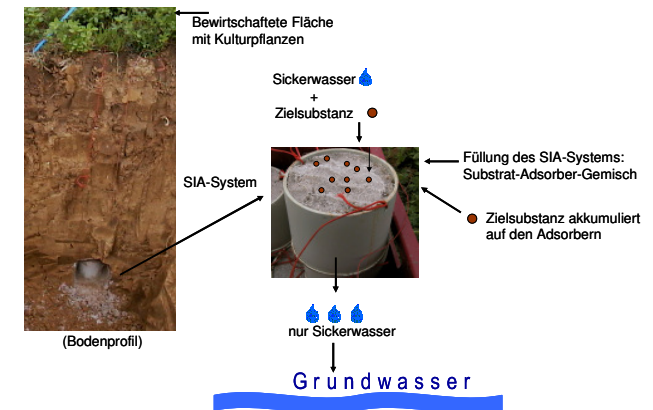 Bewirtschaftete Fläche
mit Kulturpflanzen
Sickerwasser
+
Zielsubstanz
SIA-System
Füllung des SIA-Systems:
Substrat-Adsorber-Gemisch
Zielsubstanz akkumuliert
auf den Adsorbern
(Bodenprofil)
nur Sickerwasser
Grundwasser